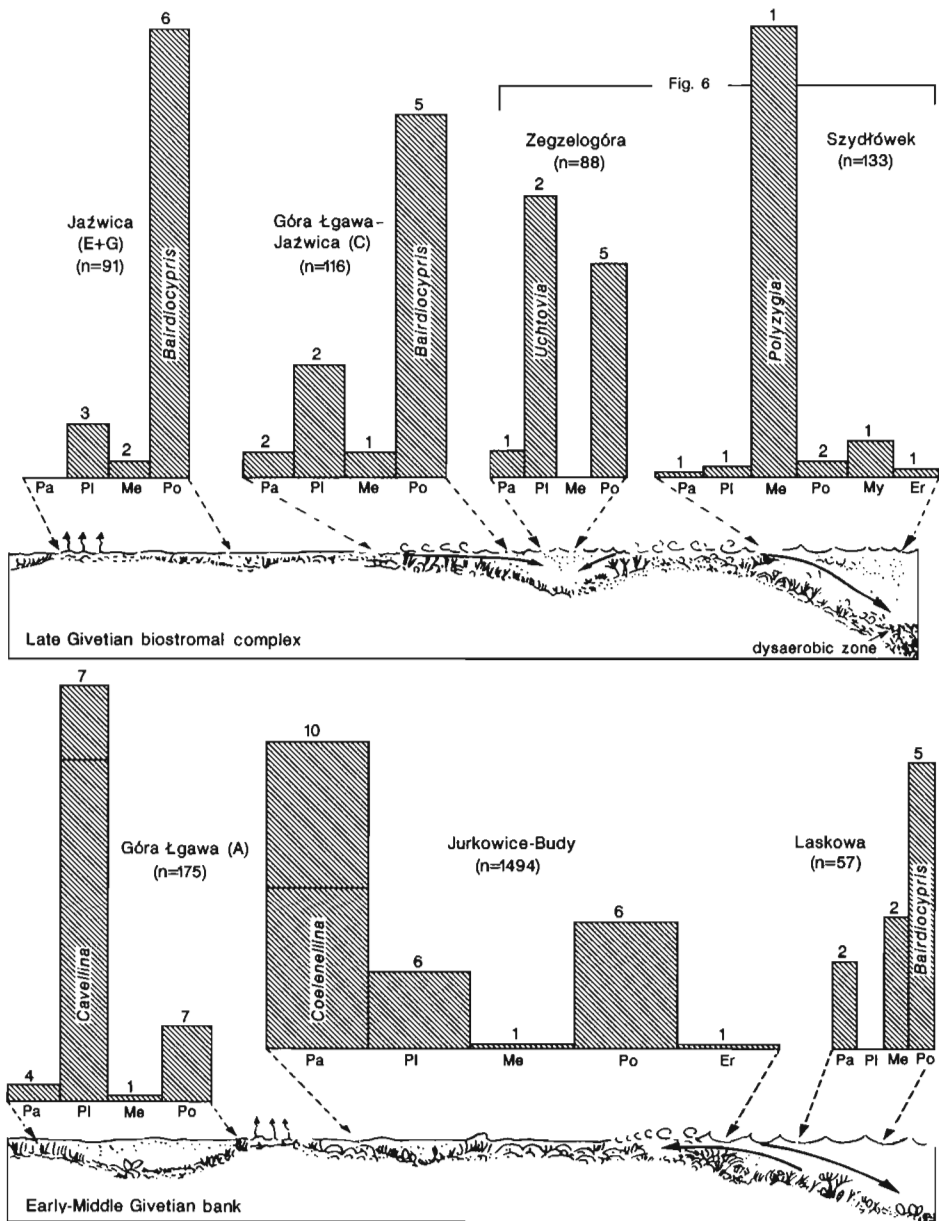 6
1
Fig. 6
5
Zegzelogóra
(n=88)
Szydłówek
(n=133)
2
Jaźwica
(E+G)
(n=91)
Góra Łgawa-
Jaźwica (C)
(n=116)
5
Bairdiocypris
Bairdiocypris
Uchtovia
Polyzygia
3
2
2
2
1
1
1
1
2
1
1
Pa Pl Me Po
Pa Pl Me Po
Pa Pl Me Po
Pa Pl Me Po My Er
Late Givetian biostromal complex
dysaerobic zone
7
10
5
Góra Łgawa (A)
(n=175)
Jurkowice-Budy
(n=1494)
Laskowa
(n=57)
Cavellina
Coelenellina
Bairdiocypris
6
6
2
2
7
4
1
1
1
Pa Pl Me Po Er
Pa Pl Me Po
Pa Pl Me Po
Early-Middle Givetian bank